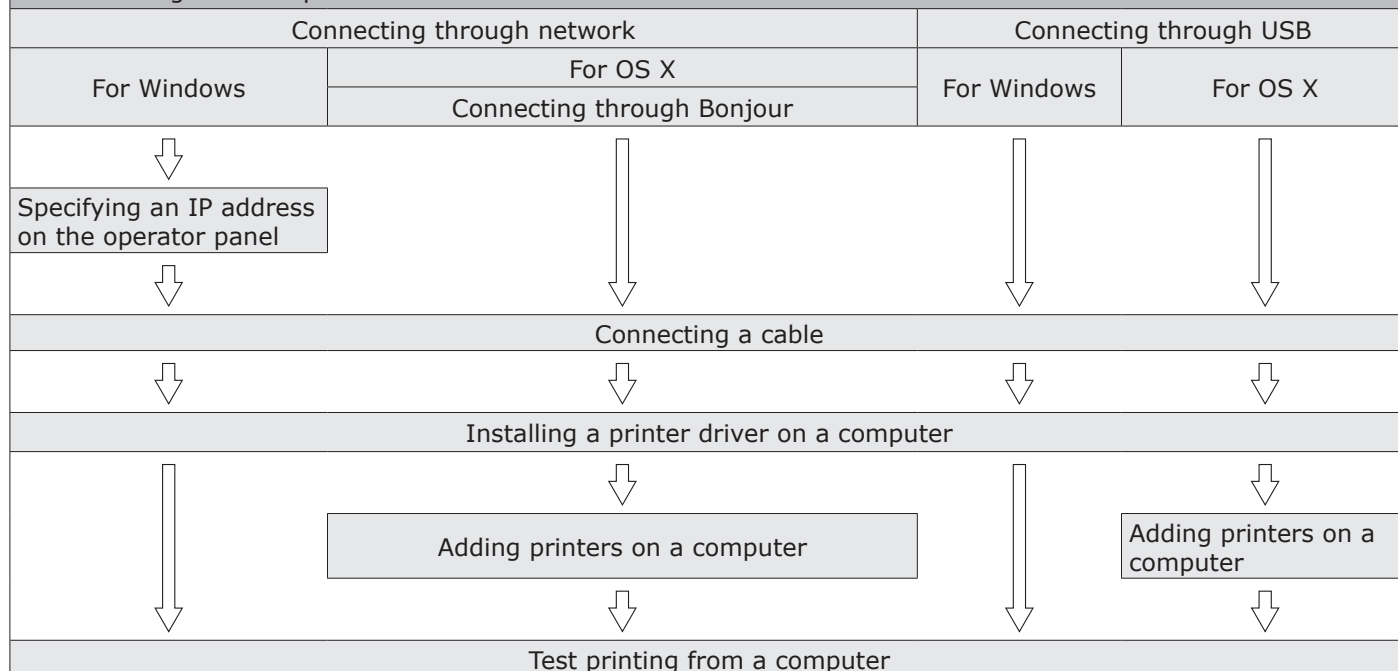 Connecting through network
Connecting through USB
For Windows
For OS X
Connecting through Bonjour
For Windows
For OS X
Specifying an IP address
on the operator panel
Connecting a cable
Installing a printer driver on a computer
Adding printers on a computer
Adding printers on a
computer
Test printing from a computer